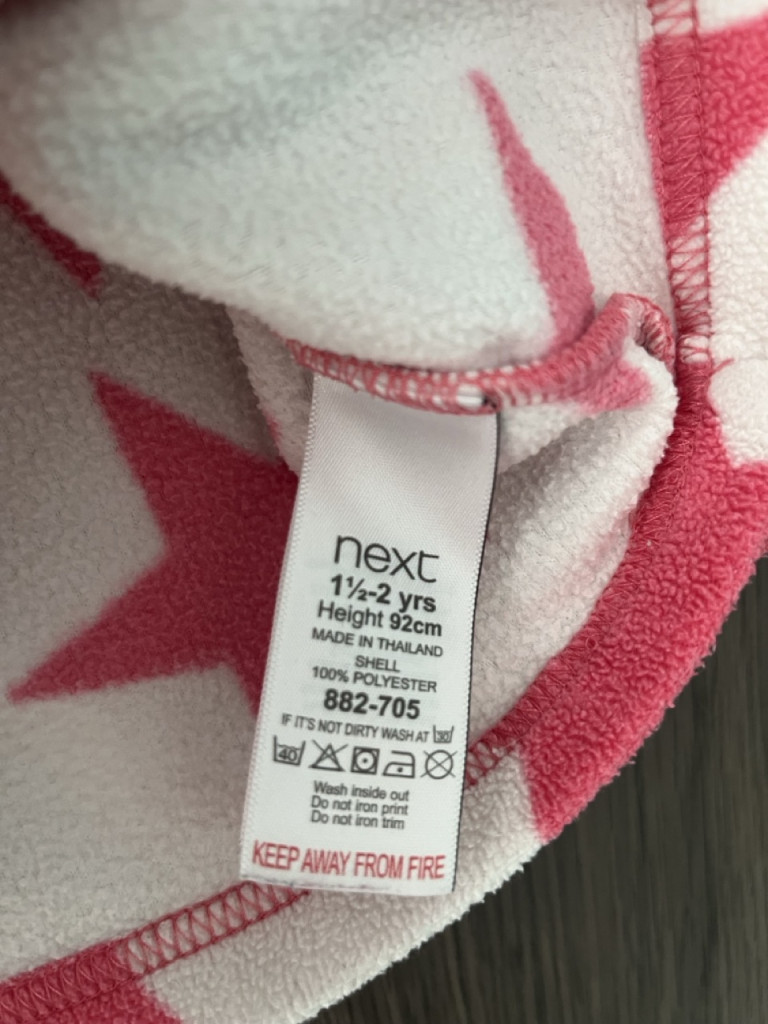 next
1½-2 yrs
Height 92cm
MADE IN THAILAND
SHELL
100% POLYESTER
882-705
IF IT'S NOT DIRTY WASH AT 30
40
Wash inside out
Do not iron print
Do not iron trim
KEEP AWAY FROM FIRE